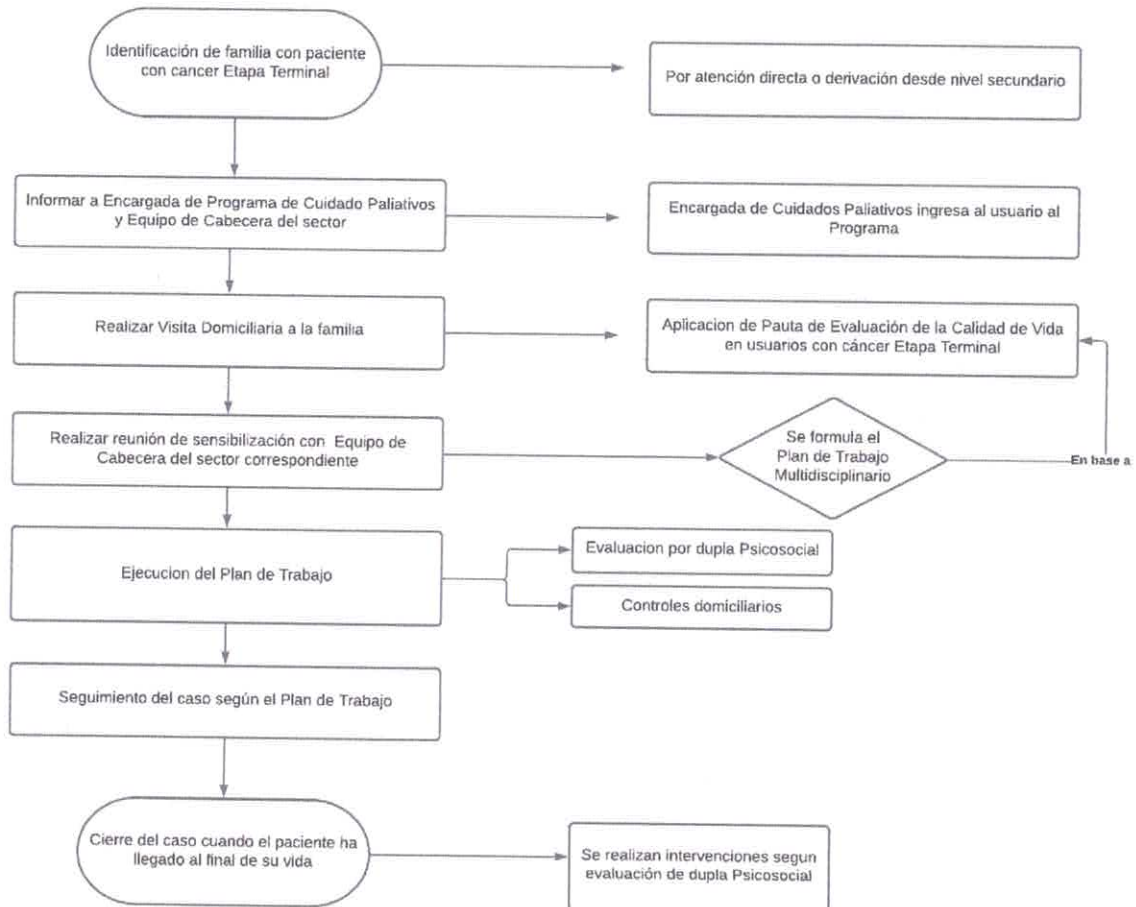 Identificación de familia con paciente
con cancer Etapa Terminal
Por atención directa o derivación desde nivel secundario
Informar a Encargada de Programa de Cuidado Paliativos
y Equipo de Cabecera del sector
Encargada de Cuidados Paliativos ingresa al usuario al
Programa
Realizar Visita Domiciliaria a la familia
Aplicacion de Pauta de Evaluación de la Calidad de Vida
en usuarios con cáncer Etapa Terminal
Realizar reunión de sensibilización con Equipo de
Cabecera del sector correspondiente
Se formula el
Plan de Trabajo
Multidisciplinario
En base a
Ejecucion del Plan de Trabajo
Evaluacion por dupla Psicosocial
Controles domiciliarios
Seguimiento del caso según el Plan de Trabajo
Cierre del caso cuando el paciente ha
llegado al final de su vida
Se realizan intervenciones segun
evaluación de dupla Psicosocial